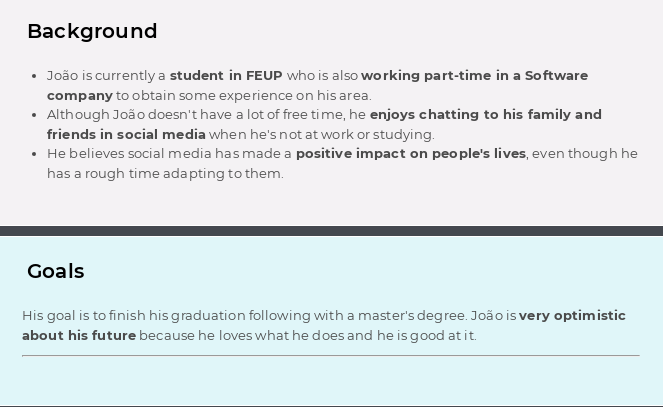 Background
João is currently a student in FEUP who is also working part-time in a Software
company to obtain some experience on his area.
Although João doesn't have a lot of free time, he enjoys chatting to his family and
friends in social media when he's not at work or studying.
He believes social media has made a positive impact on people's lives, even though he
has a rough time adapting to them.
Goals
His goal is to finish his graduation following with a master's degree. João is very optimistic
about his future because he loves what he does and he is good at it.